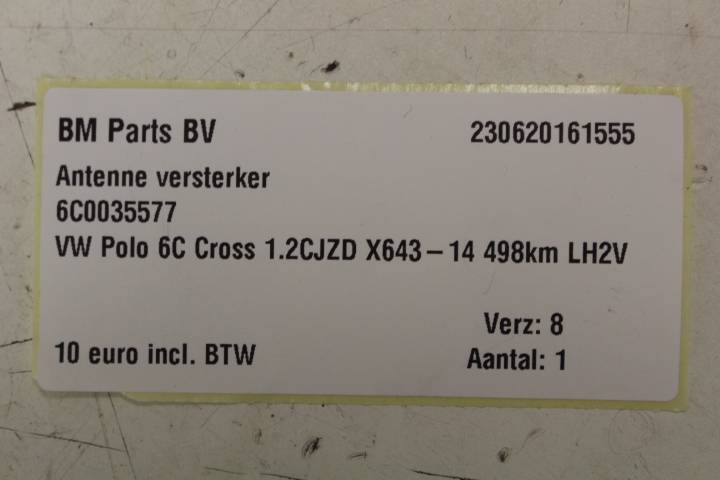 BM Parts BV 230620161555
Antenne versterker
6C0035577
VW Polo 6C Cross 1.2CJZD X643-14 498km LH2V
Verz: 8
10 euro incl. BTW Aantal: 1